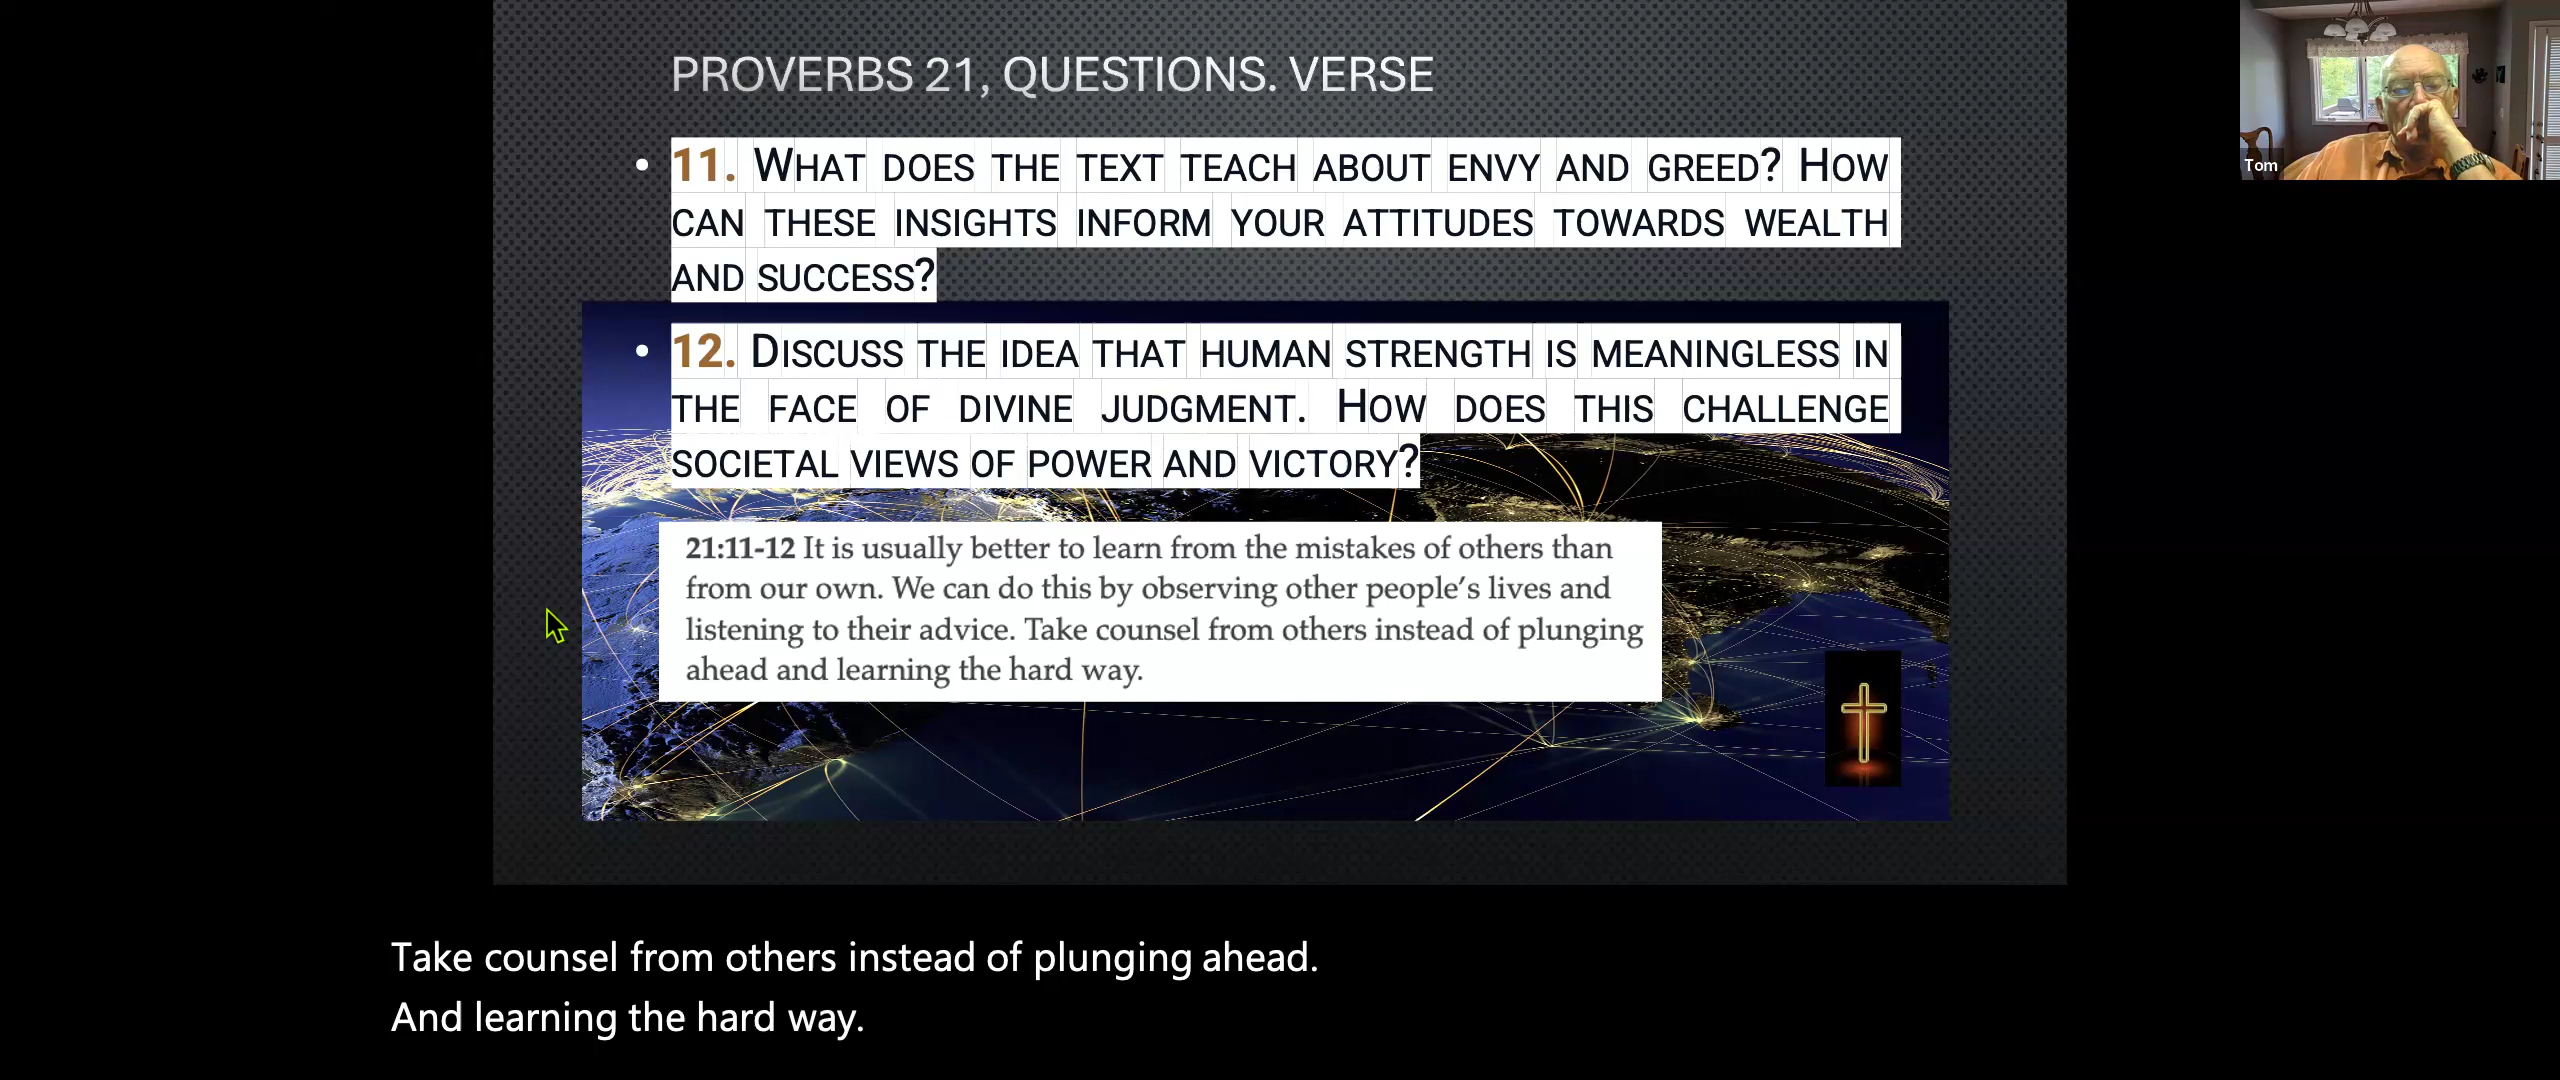 PROVERBS 21, QUESTIONS. VERSE
• 11. WHAT DOES THE TEXT TEACH ABOUT ENVY AND GREED? HOW
CAN THESE INSIGHTS INFORM YOUR ATTITUDES TOWARDS WEALTH
AND SUCCESS?
• 12. DISCUSS THE IDEA THAT HUMAN STRENGTH IS MEANINGLESS IN
THE FACE OF DIVINE JUDGMENT. HOW DOES THIS CHALLENGE
SOCIETAL VIEWS OF POWER AND VICTORY?
21:11-12 It is usually better to learn from the mistakes of others than
from our own. We can do this by observing other people's lives and
listening to their advice. Take counsel from others instead of plunging
ahead and learning the hard way.
Tom
Take counsel from others instead of plunging ahead.
And learning the hard way.